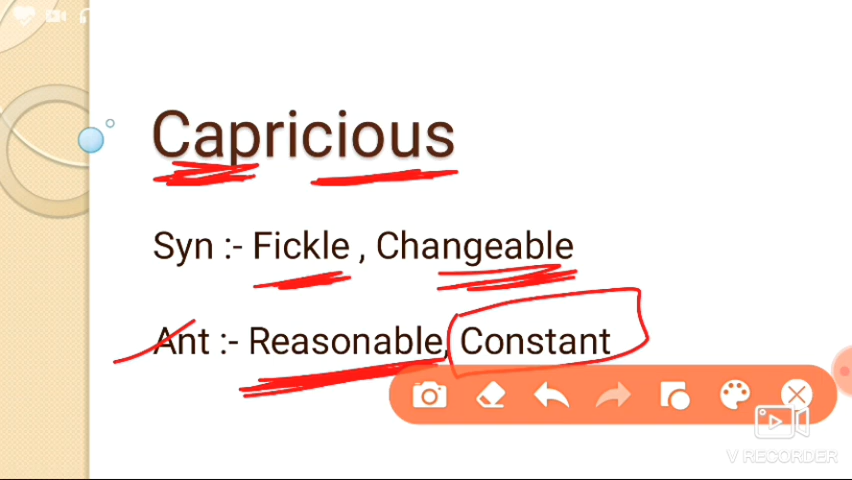 Capricious
Syn :- Fickle , Changeable
Ant :- Reasonable, Constant
V RECORDER